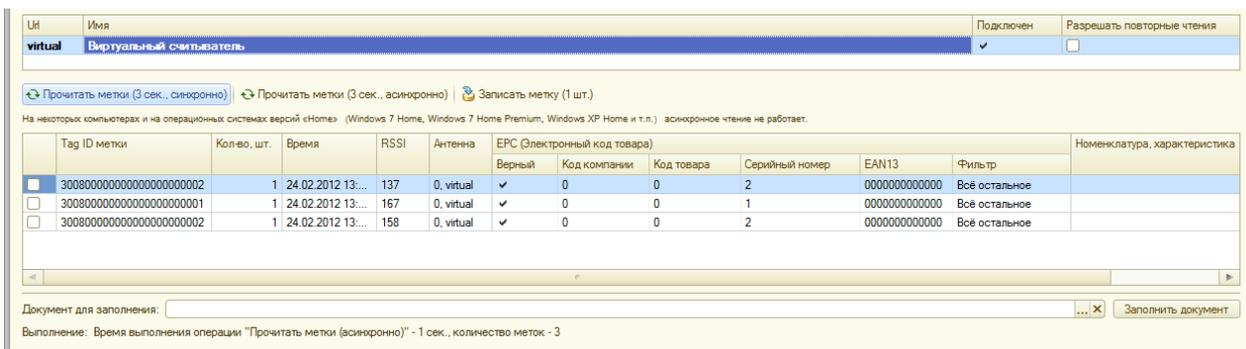 Url Имя Подключен Разрешать повторные чтения
virtual Виртуальный считыватель
Прочитать метки (3 сек., синхронно) Прочитать метки (3 сек., асинхронно) Записать метку (1 шт.)
На некоторых компьютерах и на операционных системах версий «Home» (Windows 7 Home, Windows 7 Home Premium, Windows XP Home и т.п.) асинхронное чтение не работает.
Tag ID метки Кол-во, шт. Время RSSI Антенна EPC (Электронный код товара) Номенклатура, характеристика
Верный Код компании Код товара Серийный номер EAN13 Фильтр
300800000000000000000002 1 24.02.2012 13:... 137 0, virtual 0 0 2 0000000000000 Всё остальное
300800000000000000000001 1 24.02.2012 13:... 167 0, virtual 0 0 1 0000000000000 Всё остальное
300800000000000000000002 1 24.02.2012 13:... 158 0, virtual 0 0 2 0000000000000 Всё остальное
Документ для заполнения: ... Заполнить документ
Выполнение: Время выполнения операции "Прочитать метки (асинхронно)" - 1 сек., количество меток - 3